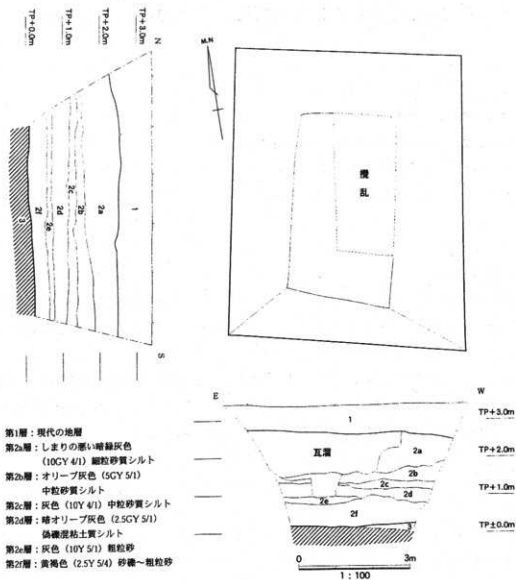 TP+0.0m
TP+1.0m
TP+2.0m
TP+3.0m
N
3
2f
2e
2d
2c
2b
2a
1
S
M.N
攪
乱
E
W
1
瓦溜
2a
2b
2c
2d
2e
2f
3
TP+3.0m
TP+2.0m
TP+1.0m
TP±0.0m
0 3m
1 : 100
第1層:現代の地層
第2a層:しまりの悪い暗緑灰色
(10GY 4/1) 細粒砂質シルト
第2b層:オリーブ灰色 (5GY 5/1)
中粒砂質シルト
第2c層:灰色 (10Y 4/1) 中粒砂質シルト
第2d層:暗オリーブ灰色 (2.5GY 5/1)
偽礫混粘土質シルト
第2e層:灰色 (10Y 5/1) 粗粒砂
第2f層:黄褐色 (2.5Y 5/4) 砂礫~粗粒砂